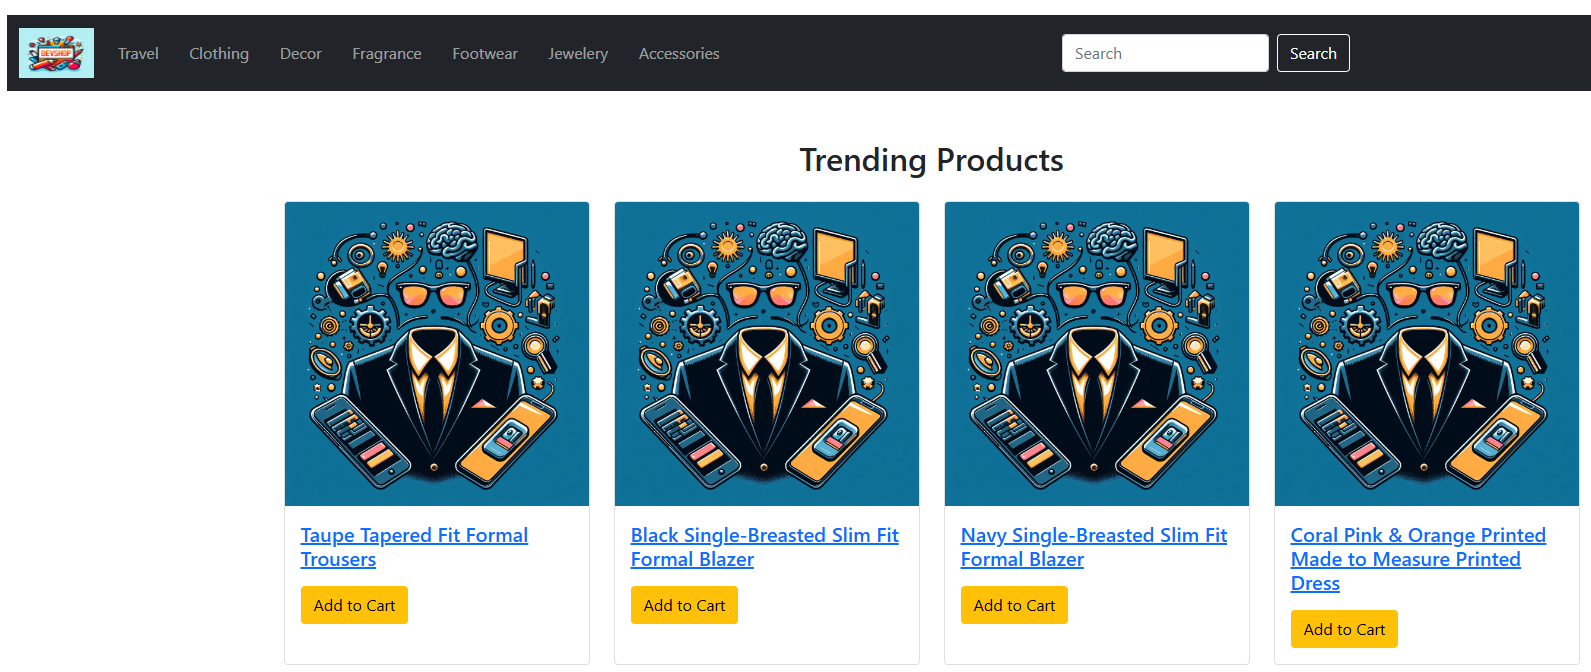 DEVSHOP Travel Clothing Decor Fragrance Footwear Jewelery Accessories Search Search
Trending Products
Taupe Tapered Fit Formal
Trousers
Add to Cart
Black Single-Breasted Slim Fit
Formal Blazer
Add to Cart
Navy Single-Breasted Slim Fit
Formal Blazer
Add to Cart
Coral Pink & Orange Printed
Made to Measure Printed
Dress
Add to Cart